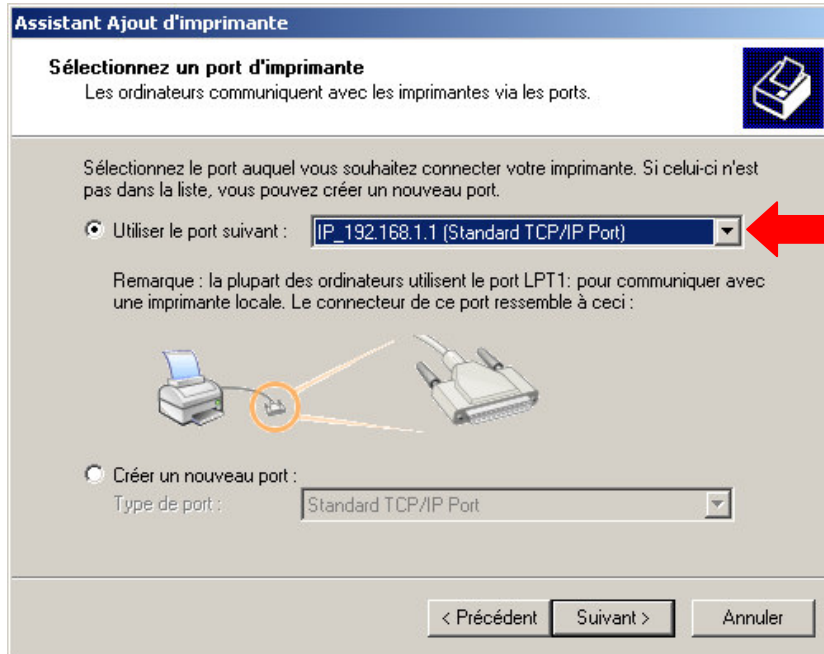 Assistant Ajout d'imprimante
Sélectionnez un port d'imprimante
Les ordinateurs communiquent avec les imprimantes via les ports.
Sélectionnez le port auquel vous souhaitez connecter votre imprimante. Si celui-ci n'est
pas dans la liste, vous pouvez créer un nouveau port.
Utiliser le port suivant :
IP_192.168.1.1 (Standard TCP/IP Port)
Remarque : la plupart des ordinateurs utilisent le port LPT1: pour communiquer avec
une imprimante locale. Le connecteur de ce port ressemble à ceci :
Créer un nouveau port :
Type de port :
Standard TCP/IP Port
< Précédent
Suivant >
Annuler